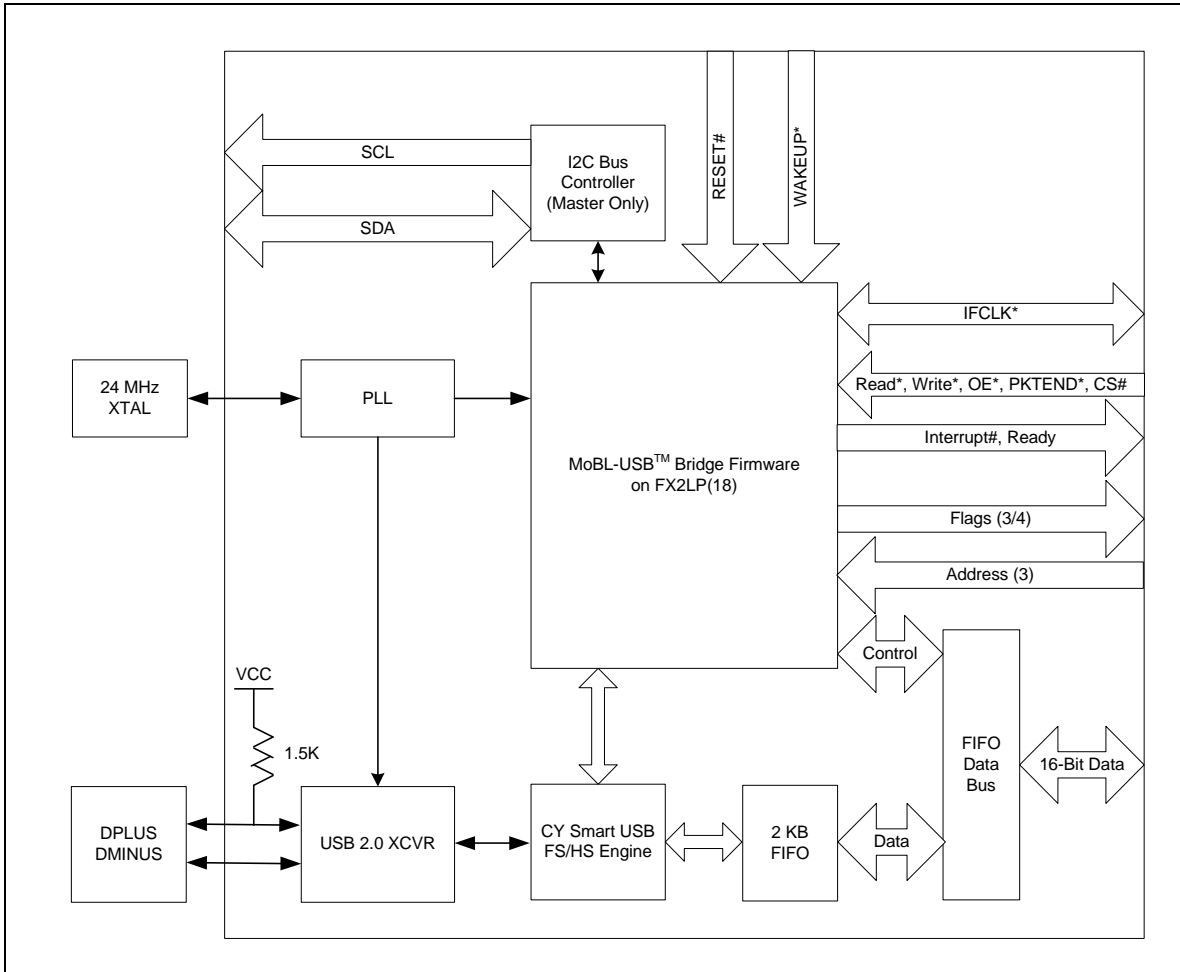 RESET#
WAKEUP*
SCL
I2C Bus
Controller
(Master Only)
SDA
IFCLK*
24 MHz
XTAL
PLL
Read*, Write*, OE*, PKTEND*, CS#
Interrupt#, Ready
MoBL-USB™ Bridge Firmware
on FX2LP(18)
Flags (3/4)
Address (3)
Control
VCC
1.5K
FIFO
Data
Bus
16-Bit Data
DPLUS
DMINUS
USB 2.0 XCVR
CY Smart USB
FS/HS Engine
2 KB
FIFO
Data